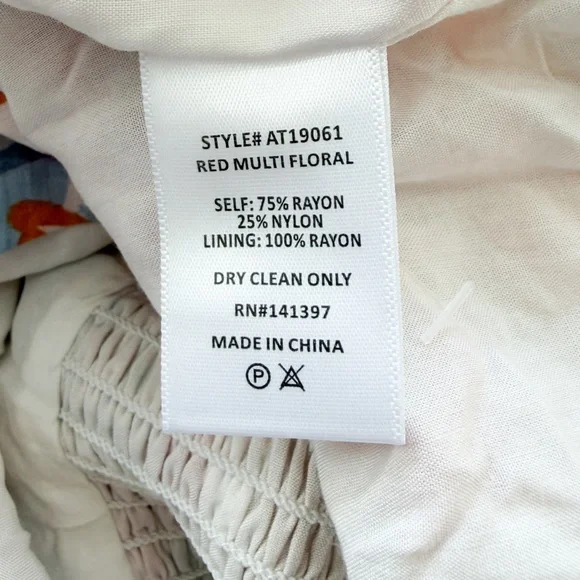 STYLE# AT19061
RED MULTI FLORAL
SELF: 75% RAYON
25% NYLON
LINING: 100% RAYON
DRY CLEAN ONLY
RN#141397
MADE IN CHINA
P